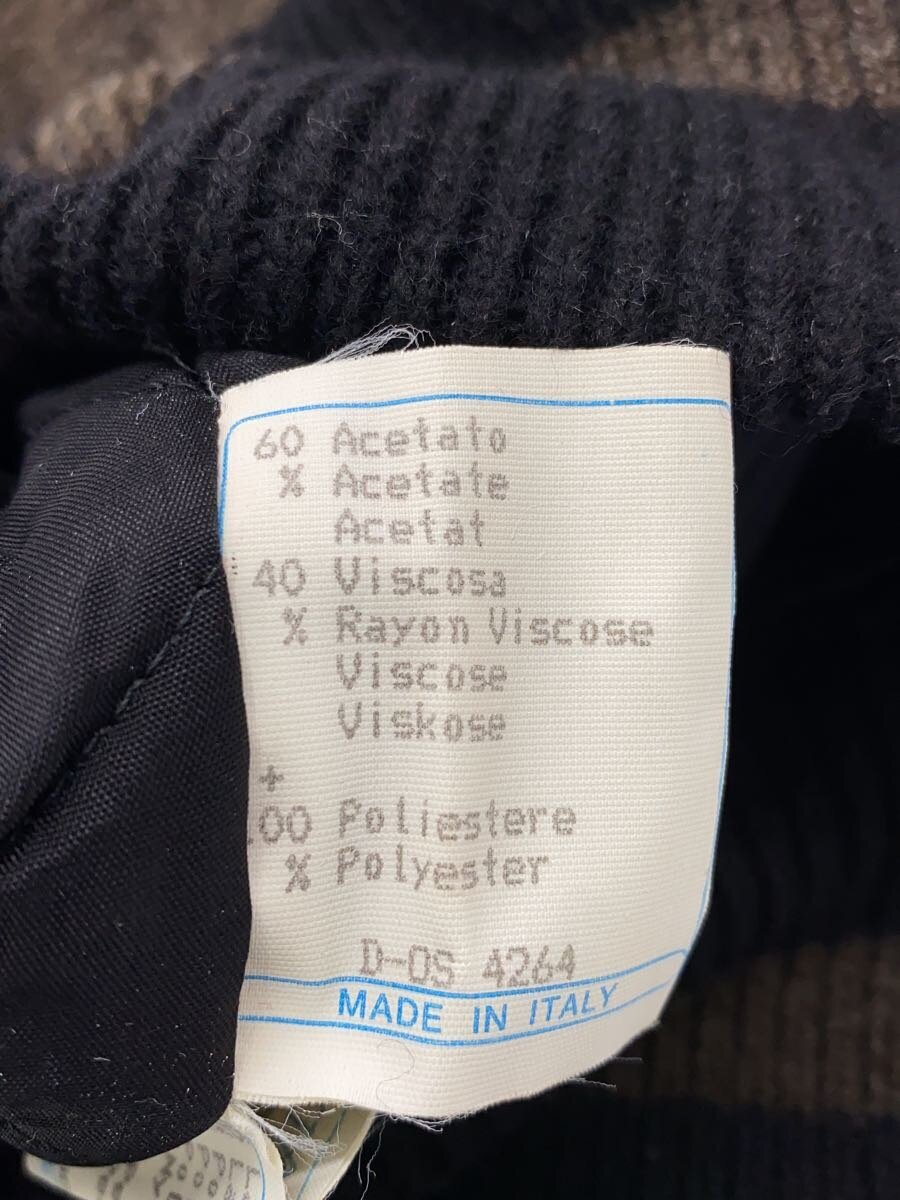 60 Acetato
% Acetate
Acetat
40 Viscosa
% Rayon Viscose
Viscose
Viskose
+
100 Poliestere
% Polyester
D-OS 4264
MADE IN ITALY